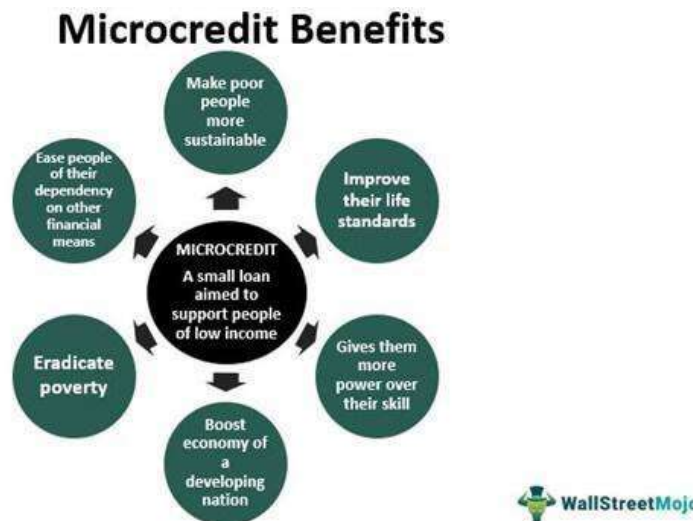 Microcredit Benefits
Make poor
people
more
sustainable
Ease people
of their
dependency
on other
financial
means
Improve
their life
standards
MICROCREDIT
A small loan
aimed to
support people
of low income
Eradicate
poverty
Gives them
more
power over
their skill
Boost
economy of
a
developing
nation
WallStreetMojo